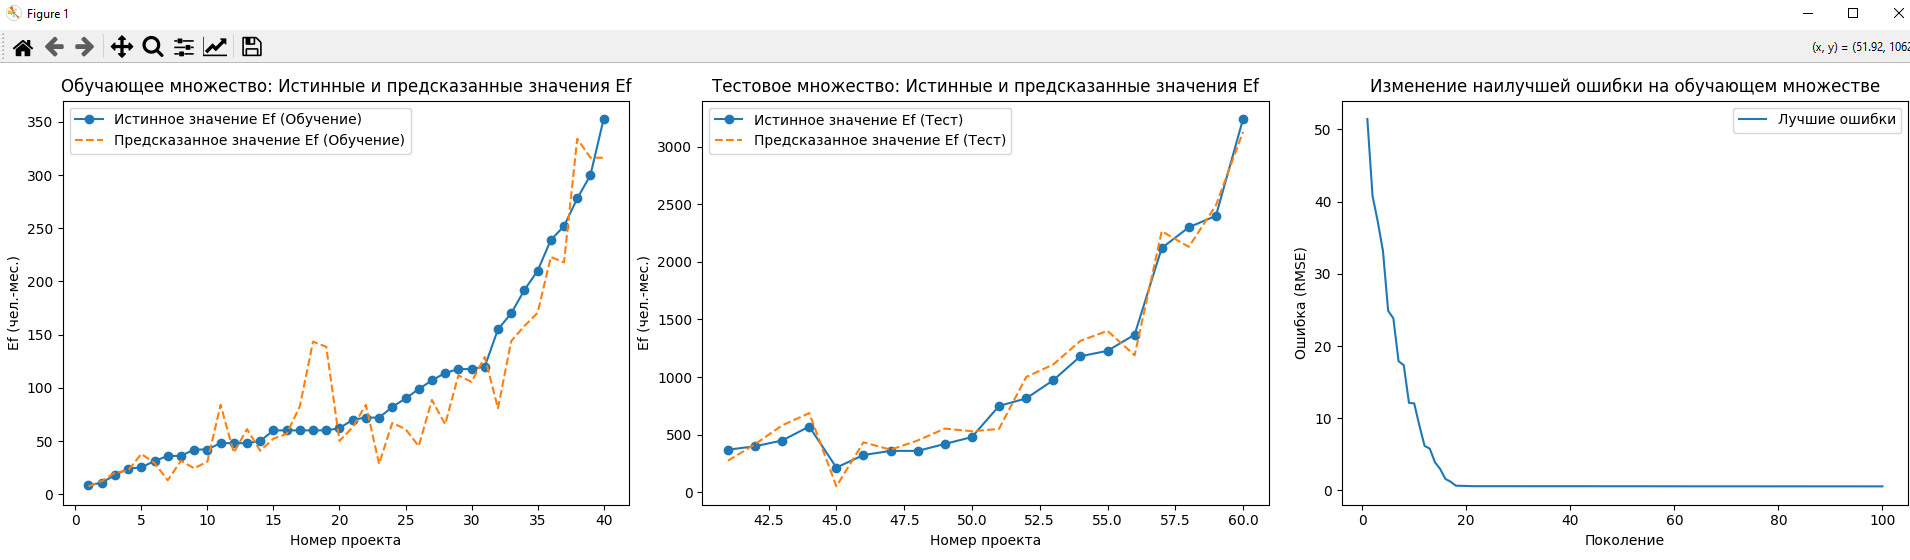 Figure 1
(x, y) = (51.92, 1062
Обучающее множество: Истинные и предсказанные значения Ef
Истинное значение Ef (Обучение)
Предсказанное значение Ef (Обучение)
Ef (чел.-мес.)
350
300
250
200
150
100
50
0
0 5 10 15 20 25 30 35 40
Номер проекта
Тестовое множество: Истинные и предсказанные значения Ef
Истинное значение Ef (Тест)
Предсказанное значение Ef (Тест)
Ef (чел.-мес.)
3000
2500
2000
1500
1000
500
0
42.5 45.0 47.5 50.0 52.5 55.0 57.5 60.0
Номер проекта
Изменение наилучшей ошибки на обучающем множестве
Лучшие ошибки
Ошибка (RMSE)
50
40
30
20
10
0
0 20 40 60 80 100
Поколение